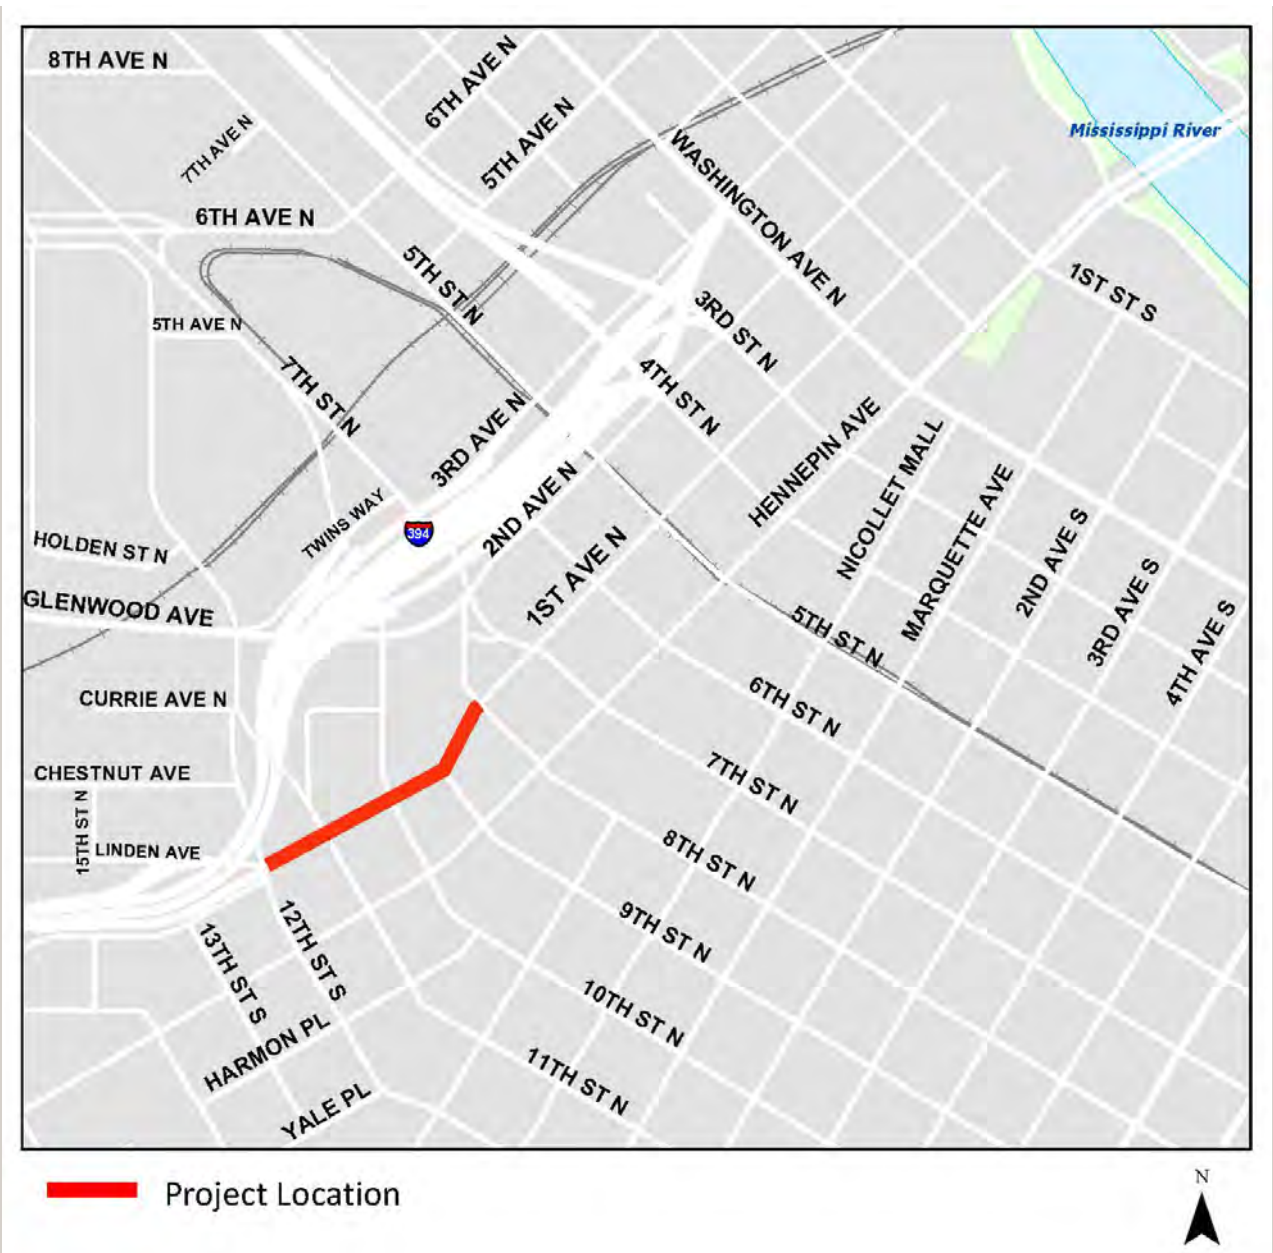 8TH AVE N
6TH AVE N
5TH AVE N
7TH AVE N
Mississippi River
WASHINGTON AVE N
6TH AVE N
5TH ST N
1ST ST S
3RD ST N
5TH AVE N
7TH ST N
4TH ST N
3RD AVE N
HENNEPIN AVE
NICOLLET MALL
MARQUETTE AVE
2ND AVE S
3RD AVE S
4TH AVE S
TWINS WAY
394
2ND AVE N
1ST AVE N
HOLDEN ST N
GLENWOOD AVE
5TH ST N
CURRIE AVE N
6TH ST N
CHESTNUT AVE
7TH ST N
15TH ST N
LINDEN AVE
8TH ST N
9TH ST N
12TH ST S
13TH ST S
10TH ST N
HARMON PL
11TH ST N
YALE PL
Project Location
N